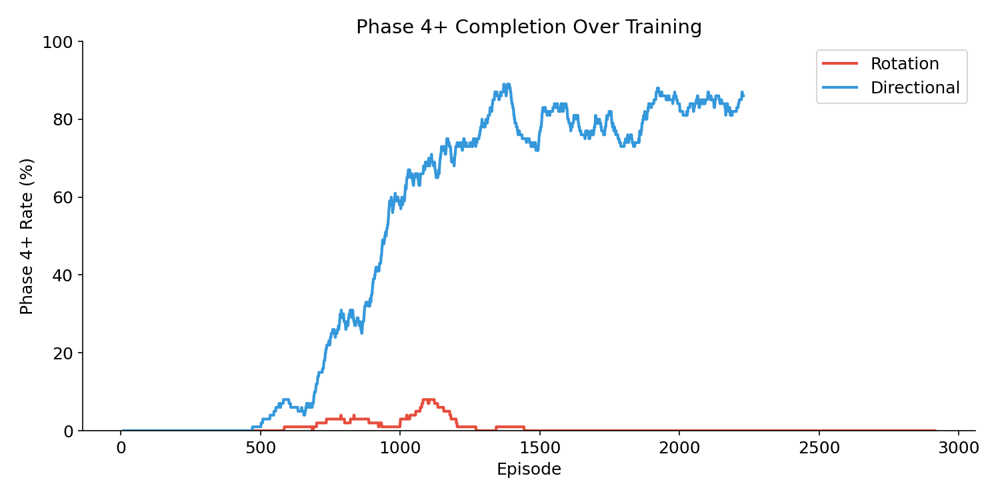 Phase 4+ Completion Over Training
Phase 4+ Rate (%)
100
80
60
40
20
0
Rotation
Directional
0 500 1000 1500 2000 2500 3000
Episode